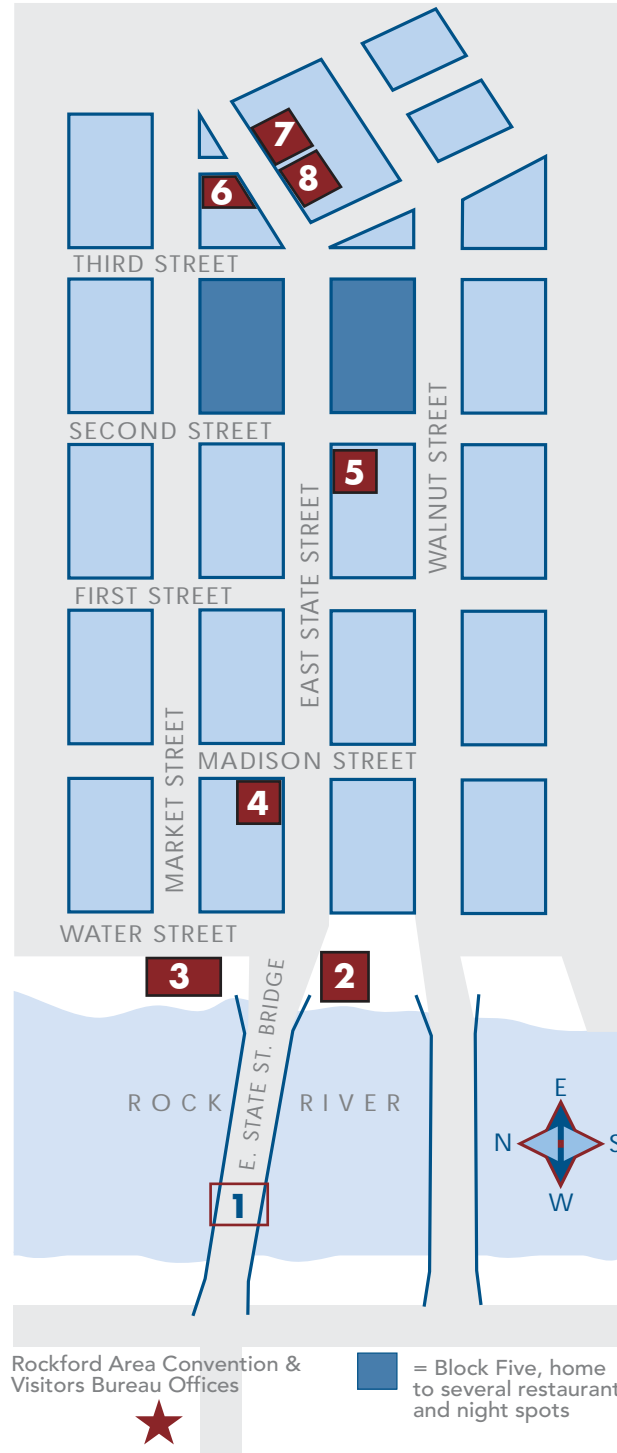 7
8
6
THIRD STREET
SECOND STREET
WALNUT STREET
5
EAST STATE STREET
FIRST STREET
MARKET STREET
MADISON STREET
4
WATER STREET
3
2
E. STATE ST. BRIDGE
ROCK RIVER
1
E
N
S
W
Rockford Area Convention &
Visitors Bureau Offices
= Block Five, home
to several restaurant
and night spots